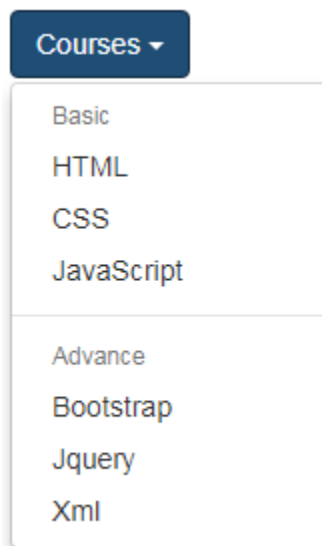 Courses
Basic
HTML
CSS
JavaScript
Advance
Bootstrap
Jquery
Xml